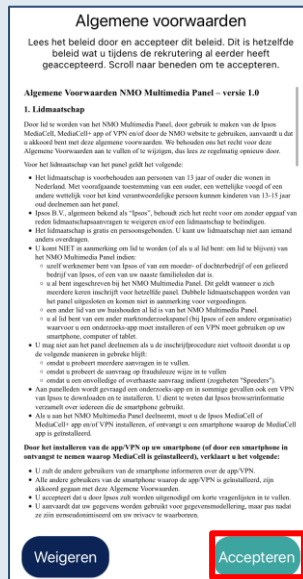 Algemene voorwaarden
Lees het beleid door en accepteer dit beleid. Dit is hetzelfde
beleid wat u tijdens de rekrutering al eerder heeft
geaccepteerd. Scroll naar beneden om te accepteren.
Algemene Voorwaarden NMO Multimedia Panel – versie 1.0
1. Lidmaatschap
Door lid te worden van het NMO Multimedia Panel, door gebruik te maken van de Ipsos
MediaCell, MediaCell+ app of VPN en/of door de NMO website te gebruiken, aanvaardt u dat
u akkoord bent met deze algemene voorwaarden. We behouden ons het recht voor deze
Algemene Voorwaarden aan te vullen of te wijzigen, dus lees ze regelmatig opnieuw door.
Voor het lidmaatschap van het panel geldt het volgende:
• Het lidmaatschap is voorbehouden aan personen van 13 jaar of ouder die wonen in
Nederland. Met voorafgaande toestemming van een ouder, een wettelijke voogd of een
andere wettelijk voor het kind verantwoordelijke persoon kunnen kinderen van 13-15 jaar
oud deelnemen aan het panel.
• Ipsos B.V., algemeen bekend als “Ipsos”, behoudt zich het recht voor om zonder opgaaf van
reden lidmaatschapsaanvragen te weigeren en/of een lidmaatschap te beëindigen.
• Het lidmaatschap is gratis en persoonsgebonden. U kunt uw lidmaatschap niet aan iemand
anders overdragen.
• U komt NIET in aanmerking om lid te worden (of als u al lid bent: om lid te blijven) van
het NMO Multimedia Panel indien:
○ uzelf werknemer bent van Ipsos of van een moeder- of dochterbedrijf of een gelieerd
bedrijf van Ipsos, of een van uw naaste familieleden dat is.
○ u al bent ingeschreven bij het NMO Multimedia Panel. Dit geldt wanneer u zich
meerdere keren inschrijft voor hetzelfde panel. Dubbele lidmaatschappen worden van
het panel uitgesloten en komen niet in aanmerking voor vergoedingen.
○ een ander lid van uw huishouden al lid is van het NMO Multimedia Panel.
○ u al lid bent van een ander marktonderzoekspanel (bij Ipsos of een andere organisatie)
waarvoor u een onderzoeks-app moet installeren of een VPN moet gebruiken op uw
smartphone, computer of tablet.
• U mag niet aan het panel deelnemen als u de inschrijfprocedure niet voltooit doordat u op
de volgende manieren in gebreke blijft:
○ omdat u probeert meerdere aanvragen in te vullen.
○ omdat u probeert de aanvraag op frauduleuze wijze in te vullen
○ omdat u een onvolledige of overhaaste aanvraag indient (zogeheten "Speeders").
• Aan panelleden wordt gevraagd een onderzoeks-app en in sommige gevallen ook een VPN
van Ipsos te downloaden en te installeren. U dient te weten dat Ipsos browserinformatie
verzamelt over iedereen die de smartphone gebruikt.
• Als u aan het NMO Multimedia Panel deelneemt, moet u de Ipsos MediaCell of
MediaCell+ app en/of VPN installeren, of ontvangt u een smartphone waarop de MediaCell
app is geïnstalleerd.
Door het installeren van de app/VPN op uw smartphone (of door een smartphone in
ontvangst te nemen waarop MediaCell is geïnstalleerd), verklaart u het volgende:
• U zult de andere gebruikers van de smartphone informeren over de app/VPN.
• Alle andere gebruikers van de smartphone waarop de app/VPN is geïnstalleerd, zijn
akkoord gegaan met deze Algemene Voorwaarden.
• U accepteert dat u door Ipsos zult worden uitgenodigd om korte vragenlijsten in te vullen.
• U aanvaardt dat uw gegevens worden gebruikt voor gegevensmodellering, maar pas nadat
ze zijn gepseudonimiseerd om uw privacy te waarborgen.
Weigeren
Accepteren